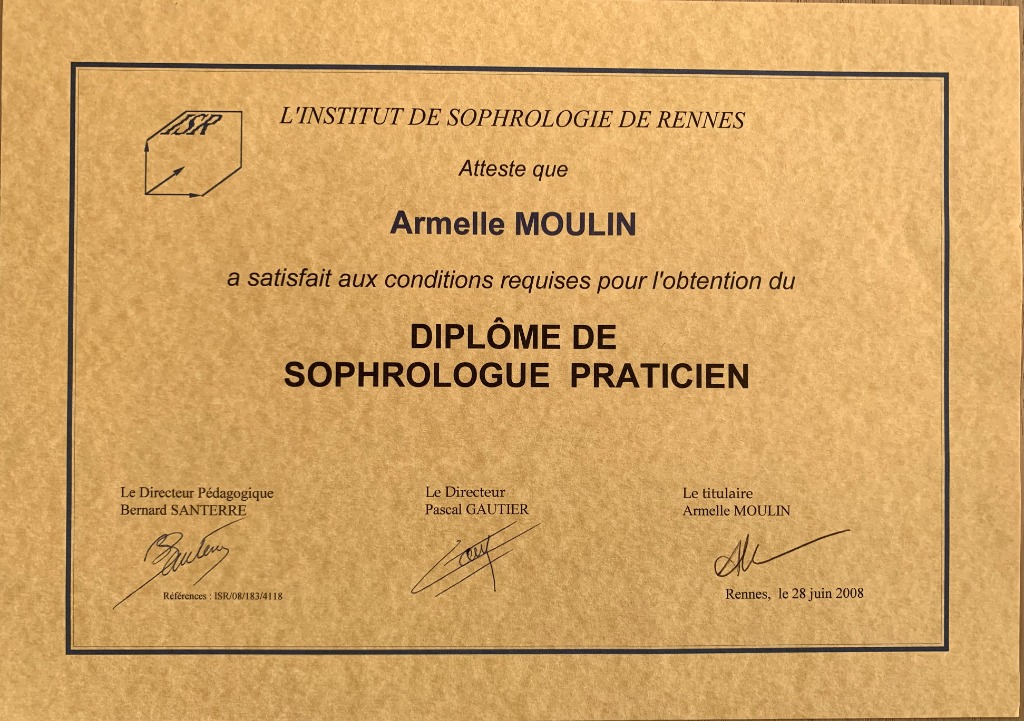 ISR
L'INSTITUT DE SOPHROLOGIE DE RENNES
Atteste que
Armelle MOULIN
a satisfait aux conditions requises pour l'obtention du
DIPLÔME DE
SOPHROLOGUE PRATICIEN
Le Directeur Pédagogique
Bernard SANTERRE
Santerre
Références : ISR/08/183/4118
Le Directeur
Pascal GAUTIER
Le titulaire
Armelle MOULIN
Rennes, le 28 juin 2008